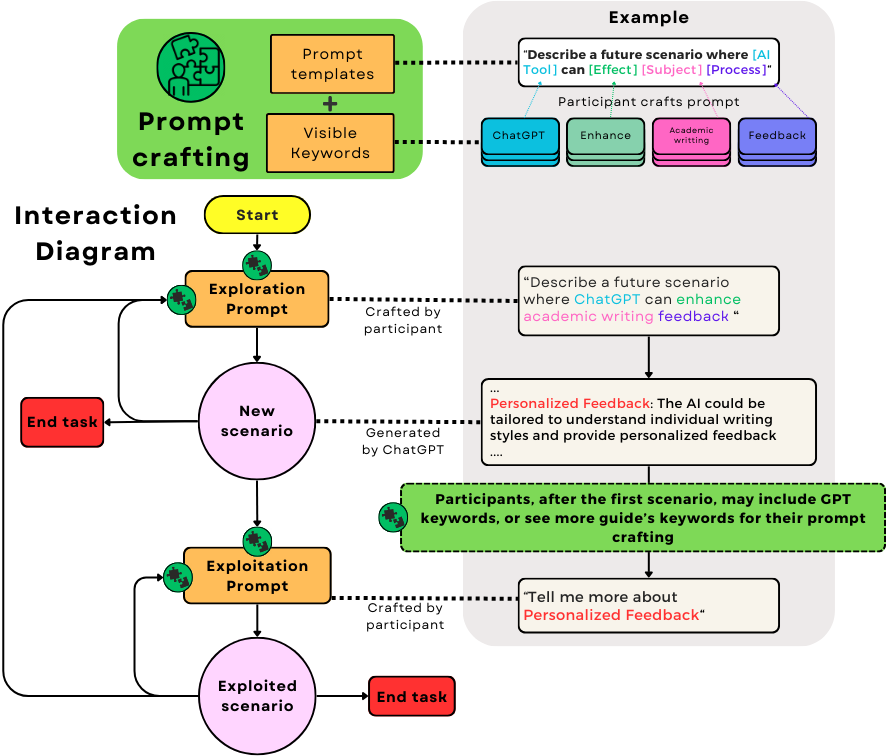 Example
Prompt
templates
+
Visible
Keywords
Prompt
crafting
"Describe a future scenario where [AI
Tool] can [Effect] [Subject] [Process]"
Participant crafts prompt
ChatGPT
Enhance
Academic
writting
Feedback
Interaction
Diagram
Start
Exploration
Prompt
Crafted by
participant
“Describe a future scenario
where ChatGPT can enhance
academic writing feedback “
End task
New
scenario
Generated
by ChatGPT
...
Personalized Feedback: The AI could be
tailored to understand individual writing
styles and provide personalized feedback
....
Participants, after the first scenario, may include GPT
keywords, or see more guide’s keywords for their prompt
crafting
Exploitation
Prompt
Crafted by
participant
“Tell me more about
Personalized Feedback“
Exploited
scenario
End task